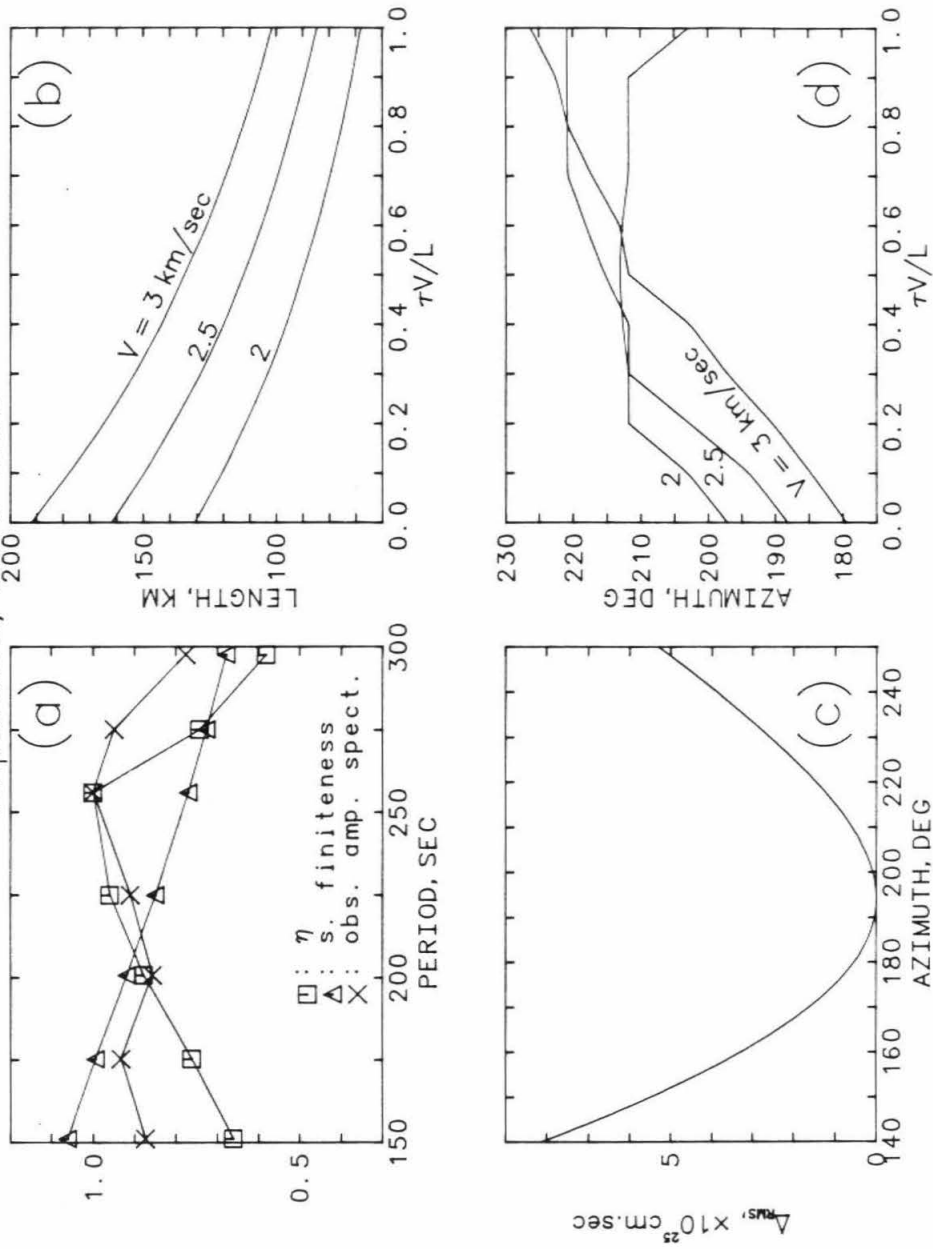 (a)
1.0
0.5
150
200
250
300
PERIOD, SEC
□: η
△: s. finiteness
×: obs. amp. spect.
(b)
200
150
100
LENGTH, KM
V = 3 km/sec
2.5
2
0.0
0.2
0.4
0.6
0.8
1.0
τV/L
(c)
5
0
Δ_RMS, ×10²⁵ cm.sec
140
160
180
200
220
240
AZIMUTH, DEG
(d)
230
220
210
200
190
180
AZIMUTH, DEG
2
2.5
V = 3 km/sec
0.0
0.2
0.4
0.6
0.8
1.0
τV/L